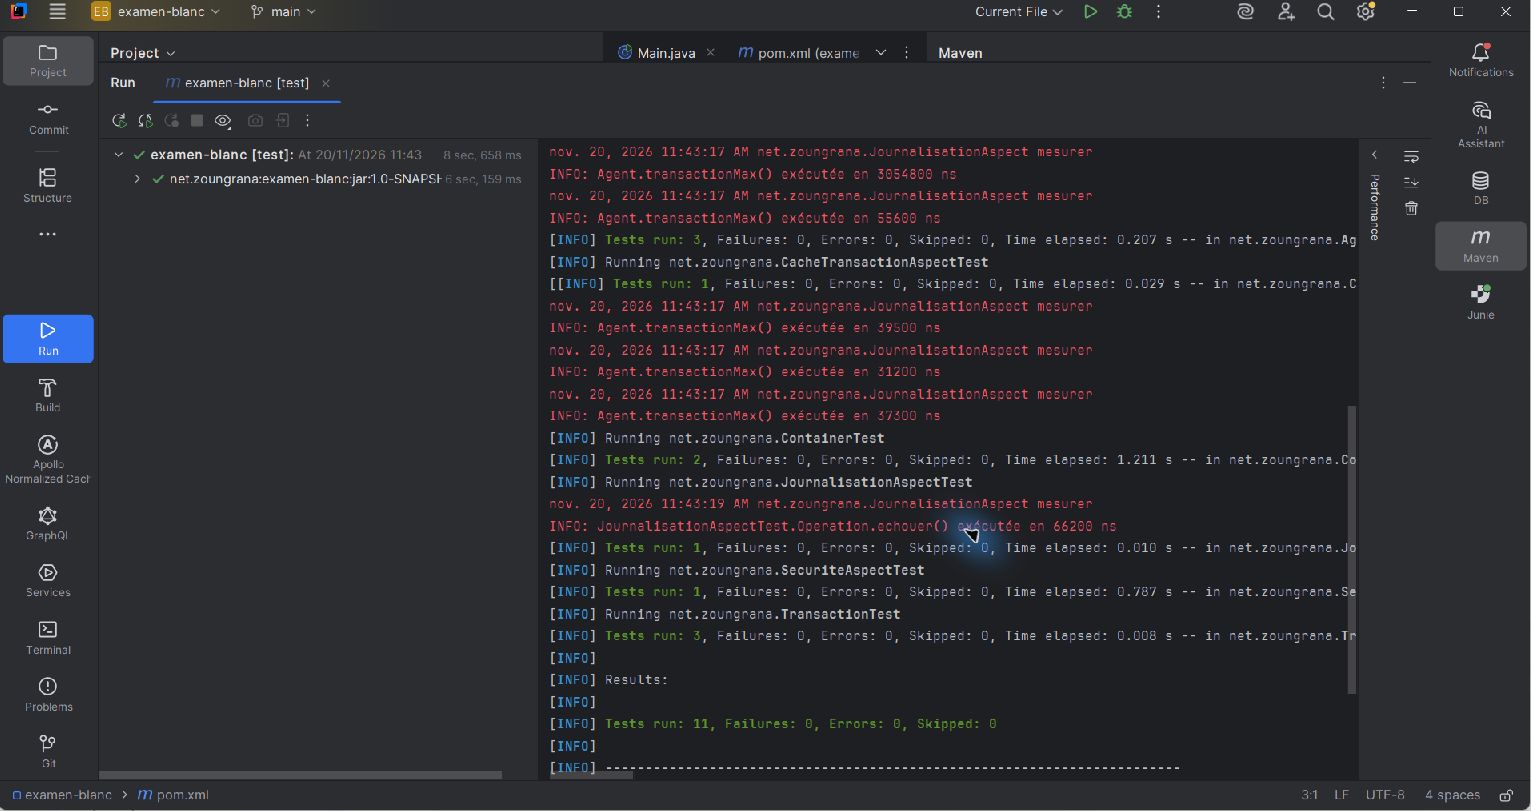 EB examen-blanc main Current File
Project
Project
Main.java
pom.xml (exame
Maven
Notifications
Run
examen-blanc [test]
Commit
AI Assistant
Structure
DB
Maven
Junie
Run
Build
Apollo
Normalized Cach
GraphQL
Services
Terminal
Problems
Git
examen-blanc [test]: At 20/11/2026 11:43 8 sec, 658 ms
net.zoungrana:examen-blanc:jar:1.0-SNAPSH 6 sec, 159 ms
nov. 20, 2026 11:43:17 AM net.zoungrana.JournalisationAspect mesurer
INFO: Agent.transactionMax() exécutée en 3054800 ns
nov. 20, 2026 11:43:17 AM net.zoungrana.JournalisationAspect mesurer
INFO: Agent.transactionMax() exécutée en 55600 ns
[INFO] Tests run: 3, Failures: 0, Errors: 0, Skipped: 0, Time elapsed: 0.207 s -- in net.zoungrana.Ag
[INFO] Running net.zoungrana.CacheTransactionAspectTest
[[INFO] Tests run: 1, Failures: 0, Errors: 0, Skipped: 0, Time elapsed: 0.029 s -- in net.zoungrana.C
nov. 20, 2026 11:43:17 AM net.zoungrana.JournalisationAspect mesurer
INFO: Agent.transactionMax() exécutée en 39500 ns
nov. 20, 2026 11:43:17 AM net.zoungrana.JournalisationAspect mesurer
INFO: Agent.transactionMax() exécutée en 31200 ns
nov. 20, 2026 11:43:17 AM net.zoungrana.JournalisationAspect mesurer
INFO: Agent.transactionMax() exécutée en 37300 ns
[INFO] Running net.zoungrana.ContainerTest
[INFO] Tests run: 2, Failures: 0, Errors: 0, Skipped: 0, Time elapsed: 1.211 s -- in net.zoungrana.Co
[INFO] Running net.zoungrana.JournalisationAspectTest
nov. 20, 2026 11:43:19 AM net.zoungrana.JournalisationAspect mesurer
INFO: JournalisationAspectTest.Operation.echouer() exécutée en 66200 ns
[INFO] Tests run: 1, Failures: 0, Errors: 0, Skipped: 0, Time elapsed: 0.010 s -- in net.zoungrana.Jo
[INFO] Running net.zoungrana.SecuriteAspectTest
[INFO] Tests run: 1, Failures: 0, Errors: 0, Skipped: 0, Time elapsed: 0.787 s -- in net.zoungrana.Se
[INFO] Running net.zoungrana.TransactionTest
[INFO] Tests run: 3, Failures: 0, Errors: 0, Skipped: 0, Time elapsed: 0.008 s -- in net.zoungrana.Tr
[INFO]
[INFO] Results:
[INFO]
[INFO] Tests run: 11, Failures: 0, Errors: 0, Skipped: 0
[INFO]
[INFO] ------------------------------------------------------------------------
Performance
examen-blanc > pom.xml
3:1 LF UTF-8 4 spaces